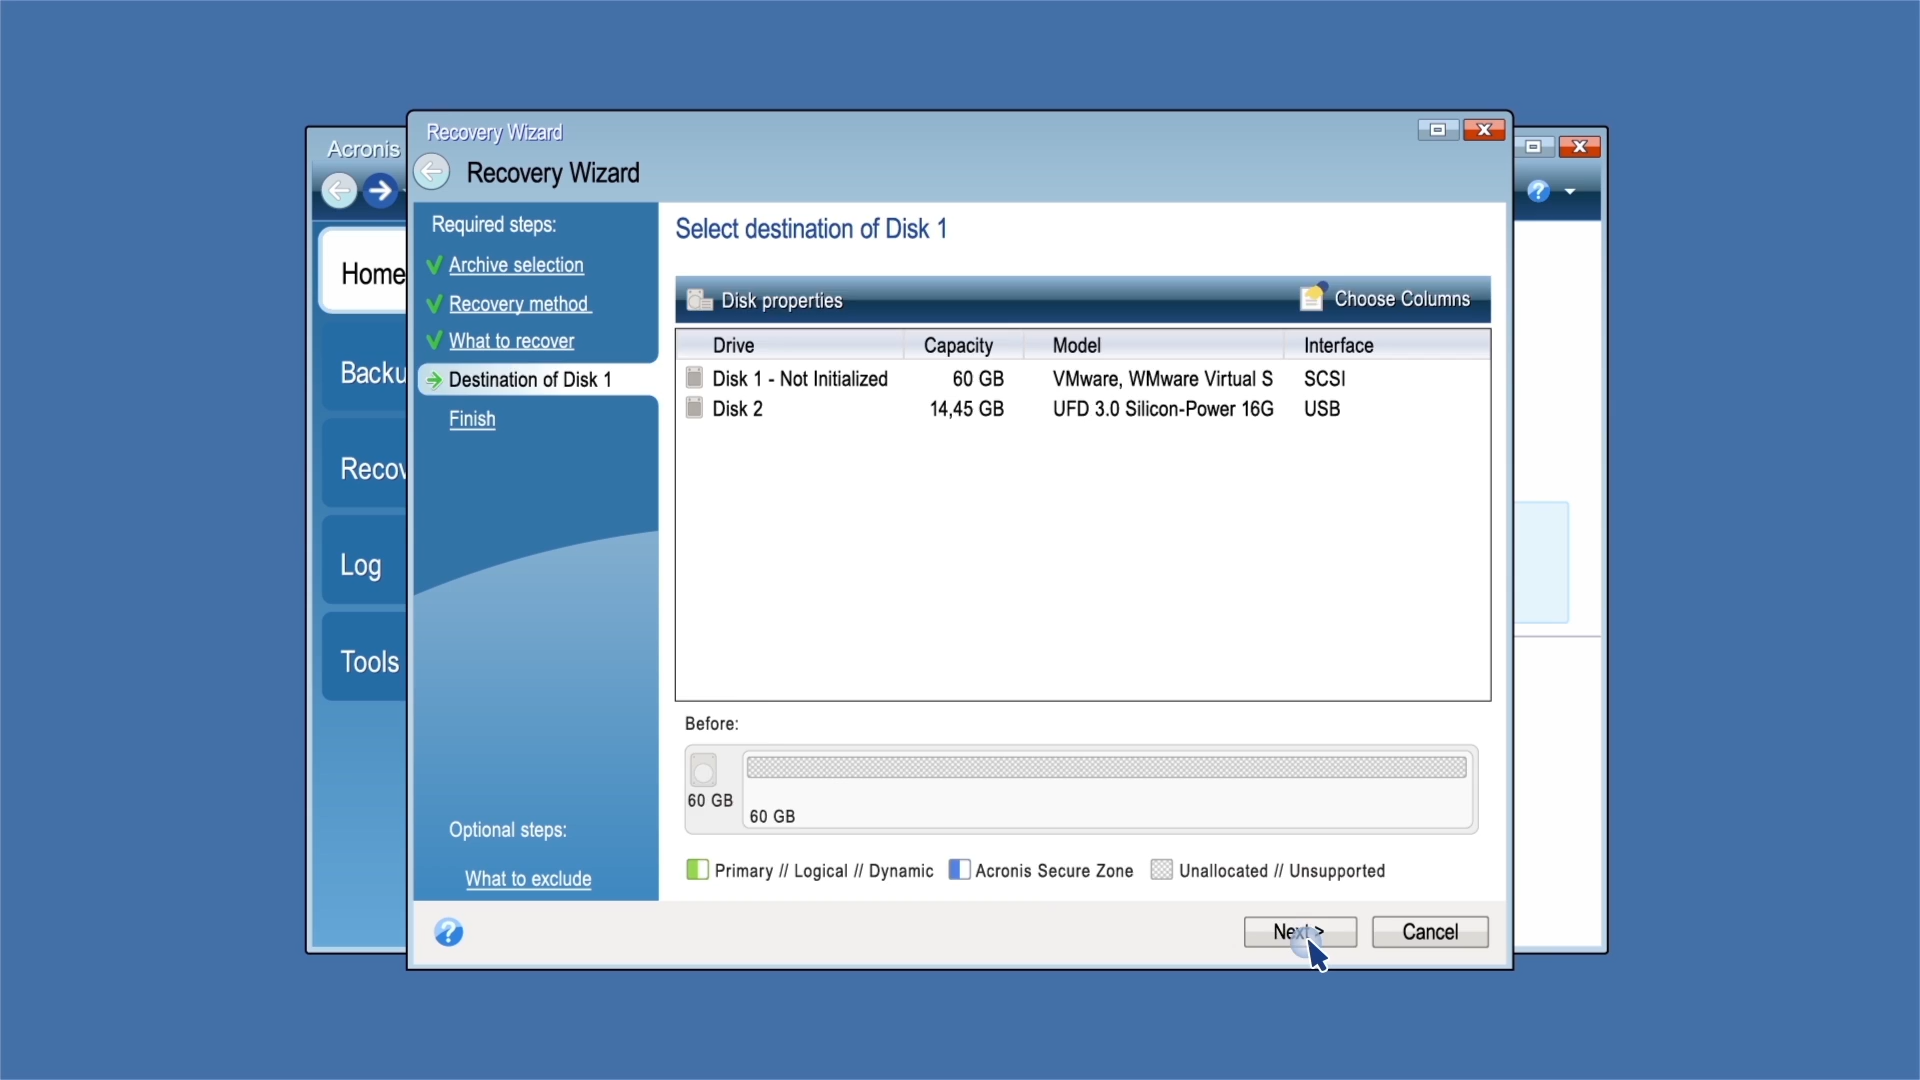 Acronis
Home
Backu
Recov
Log
Tools
Recovery Wizard
Recovery Wizard
Required steps:
Archive selection
Recovery method
What to recover
Destination of Disk 1
Finish
Optional steps:
What to exclude
Select destination of Disk 1
Disk properties
Choose Columns
Drive Capacity Model Interface
Disk 1 - Not Initialized 60 GB VMware, WMware Virtual S SCSI
Disk 2 14,45 GB UFD 3.0 Silicon-Power 16G USB
Before:
60 GB
60 GB
Primary // Logical // Dynamic Acronis Secure Zone Unallocated // Unsupported
Next >
Cancel